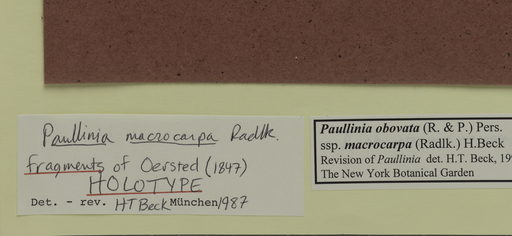 Paullinia macrocarpa Radlk.
fragments of Oersted (1847)
HOLOTYPE
Det. - rev. HT Beck München/1987
Paullinia obovata (R. & P.) Pers.
ssp. macrocarpa (Radlk.) H.Beck
Revision of Paullinia det. H.T. Beck,
The New York Botanical Garden